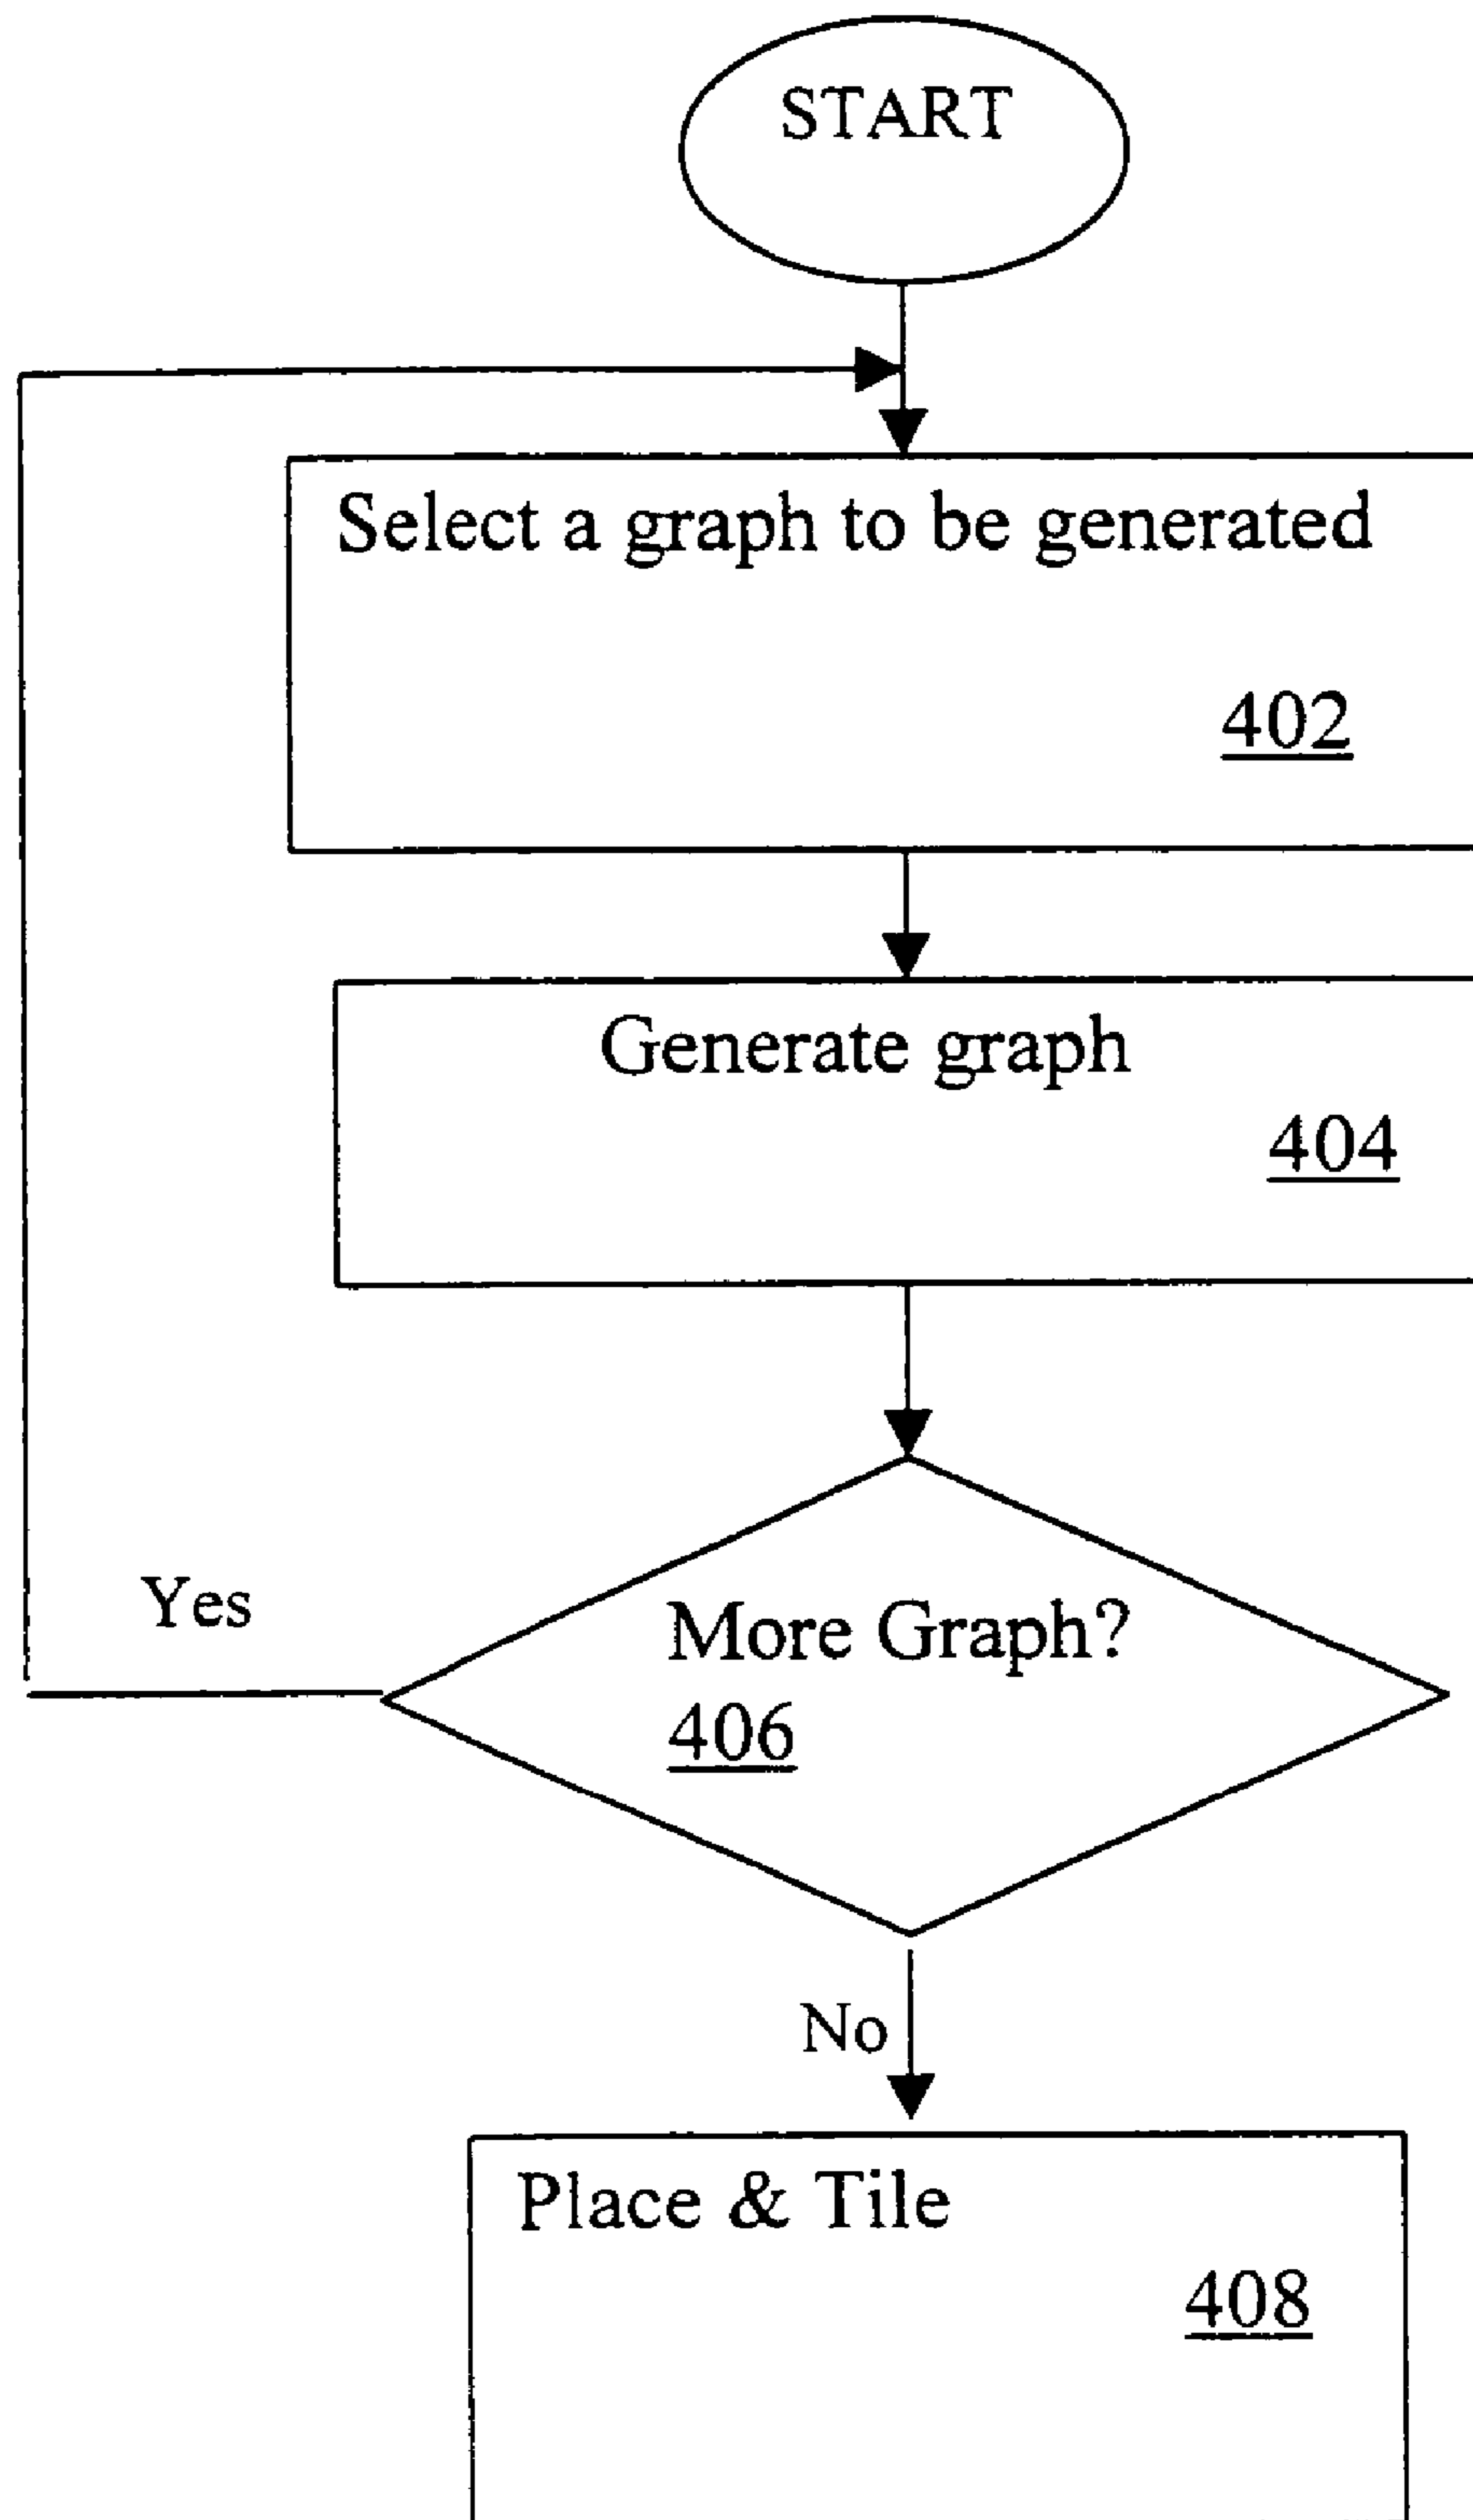 START
Select a graph to be generated
402
Generate graph
404
Yes
More Graph?
406
No
Place & Tile
408